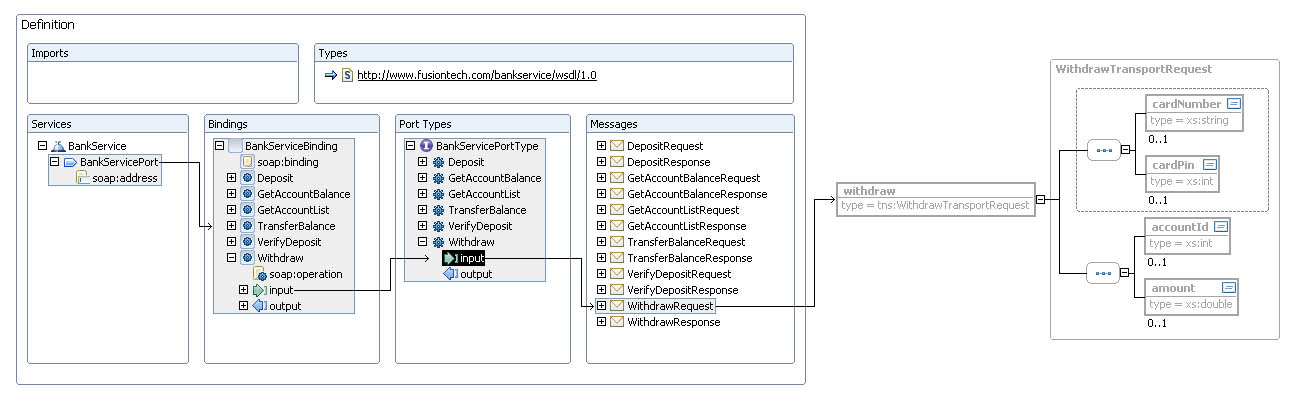 Definition
Imports
Types
http://www.fusiontech.com/bankservice/wsdl/1.0
Services
BankService
BankServicePort
soap:address
Bindings
BankServiceBinding
soap:binding
Deposit
GetAccountBalance
GetAccountList
TransferBalance
VerifyDeposit
Withdraw
soap:operation
input
output
Port Types
BankServicePortType
Deposit
GetAccountBalance
GetAccountList
TransferBalance
VerifyDeposit
Withdraw
input
output
Messages
DepositRequest
DepositResponse
GetAccountBalanceRequest
GetAccountBalanceResponse
GetAccountListRequest
GetAccountListResponse
TransferBalanceRequest
TransferBalanceResponse
VerifyDepositRequest
VerifyDepositResponse
WithdrawRequest
WithdrawResponse
withdraw
type = tns:WithdrawTransportRequest
WithdrawTransportRequest
cardNumber
type = xs:string
0..1
cardPin
type = xs:int
0..1
accountId
type = xs:int
0..1
amount
type = xs:double
0..1